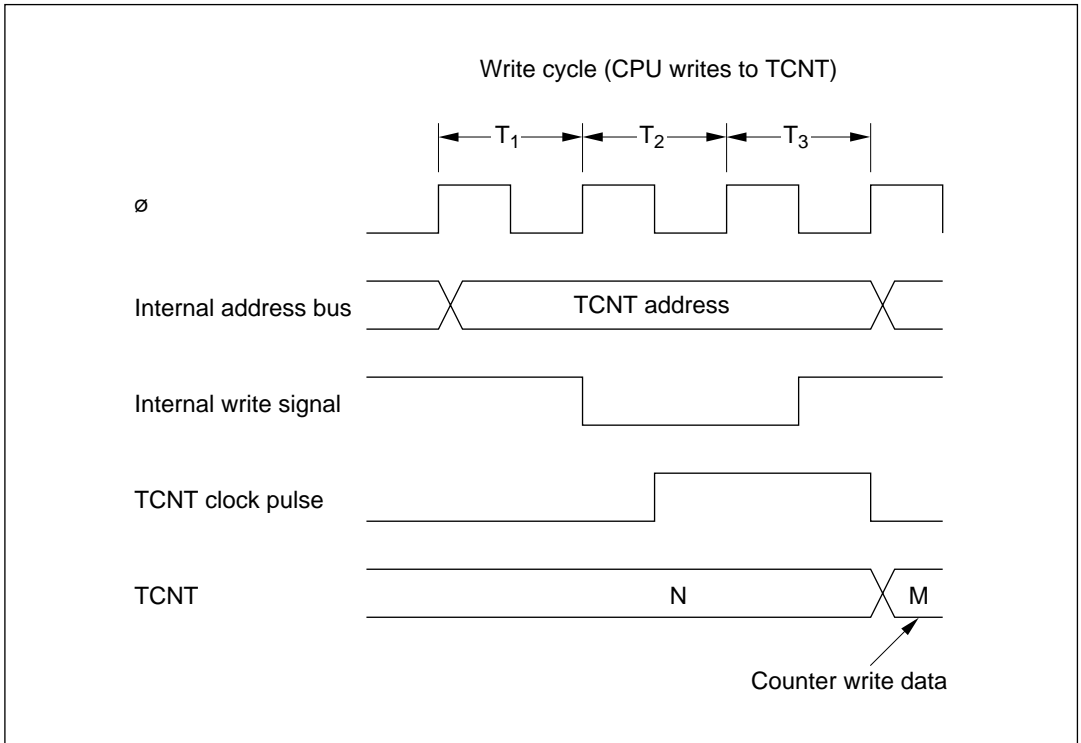 Write cycle (CPU writes to TCNT)
T1 T2 T3
ø
Internal address bus TCNT address
Internal write signal
TCNT clock pulse
TCNT N M
Counter write data